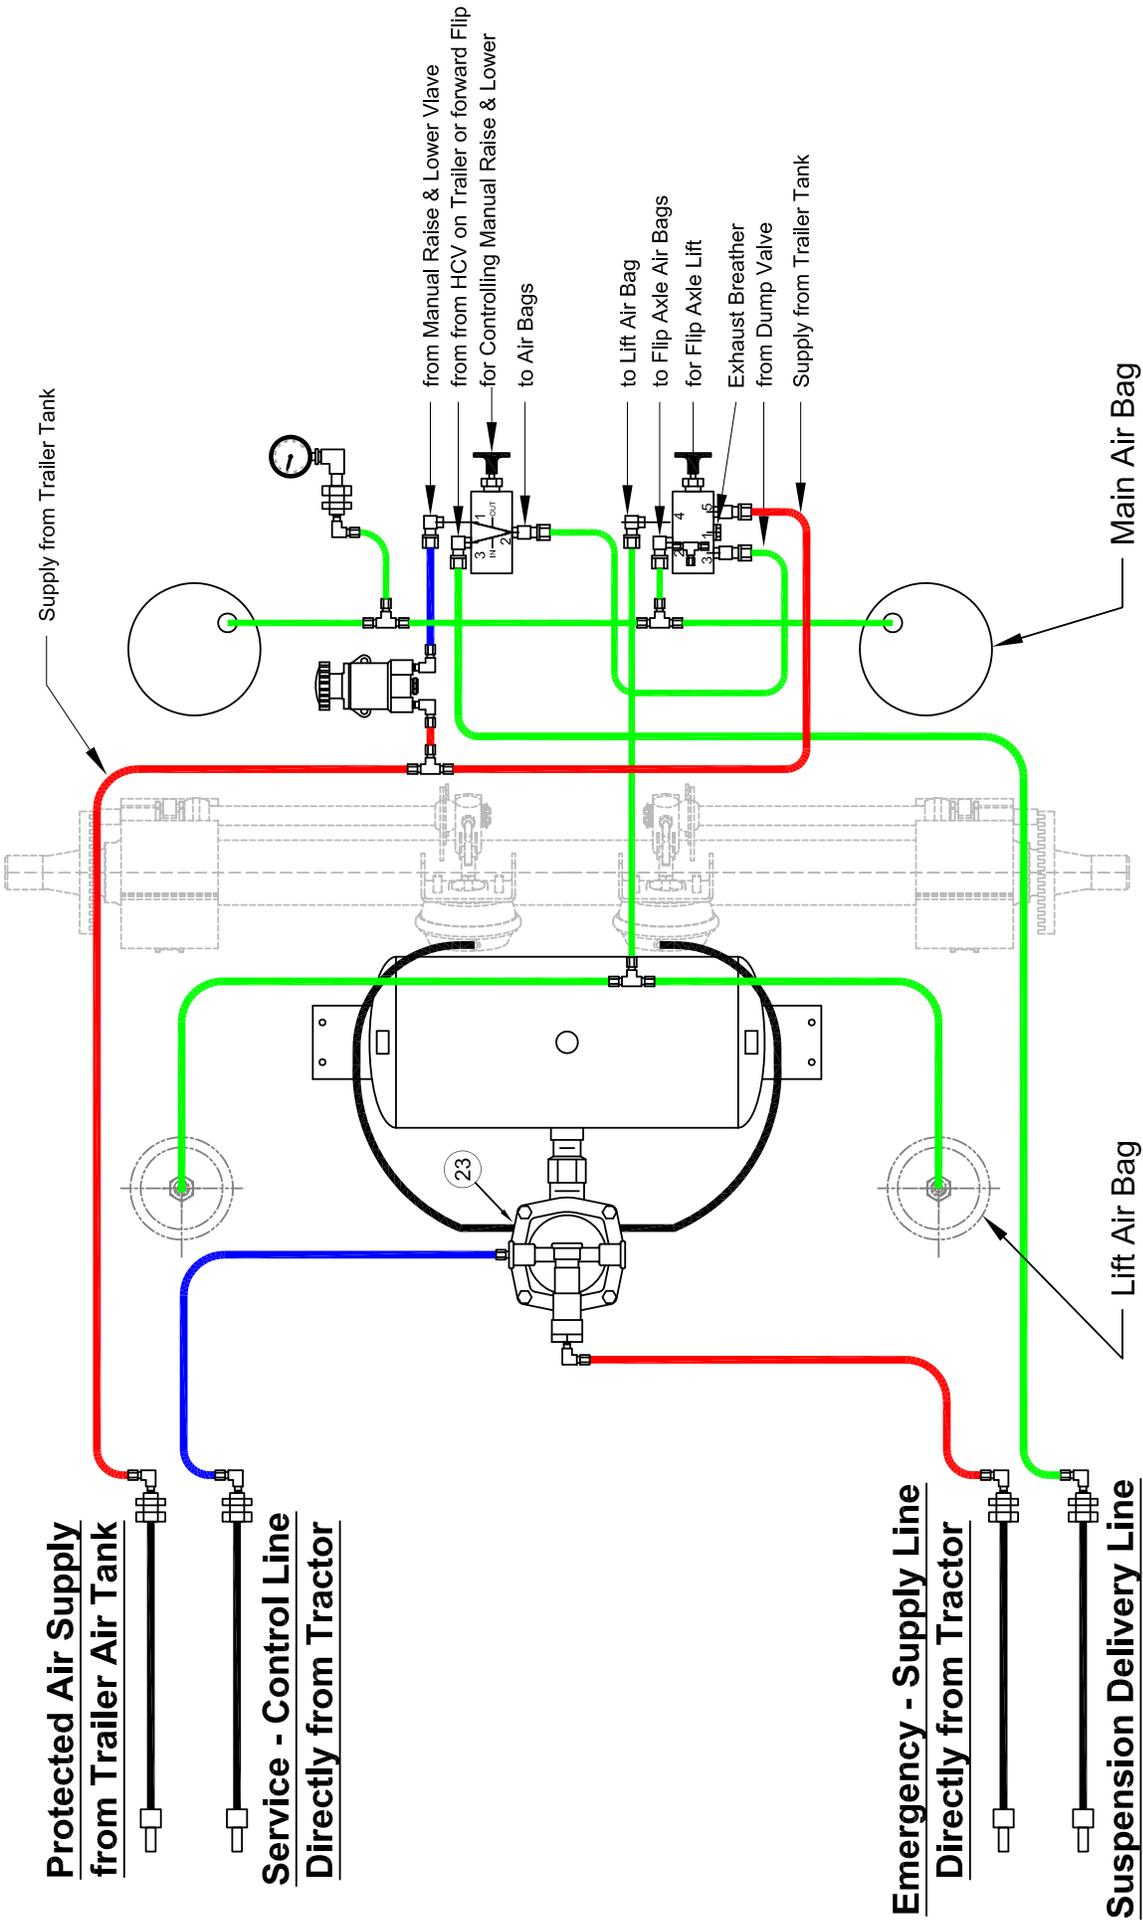 Supply from Trailer Tank
from Manual Raise & Lower Vlave
from from HCV on Trailer or forward Flip
for Controlling Manual Raise & Lower
to Air Bags
to Lift Air Bag
to Flip Axle Air Bags
for Flip Axle Lift
Exhaust Breather
from Dump Valve
Supply from Trailer Tank
Main Air Bag
3
1
IN
OUT
2
2
4
3
1
5
23
Lift Air Bag
Protected Air Supply
from Trailer Air Tank
Service - Control Line
Directly from Tractor
Emergency - Supply Line
Directly from Tractor
Suspension Delivery Line